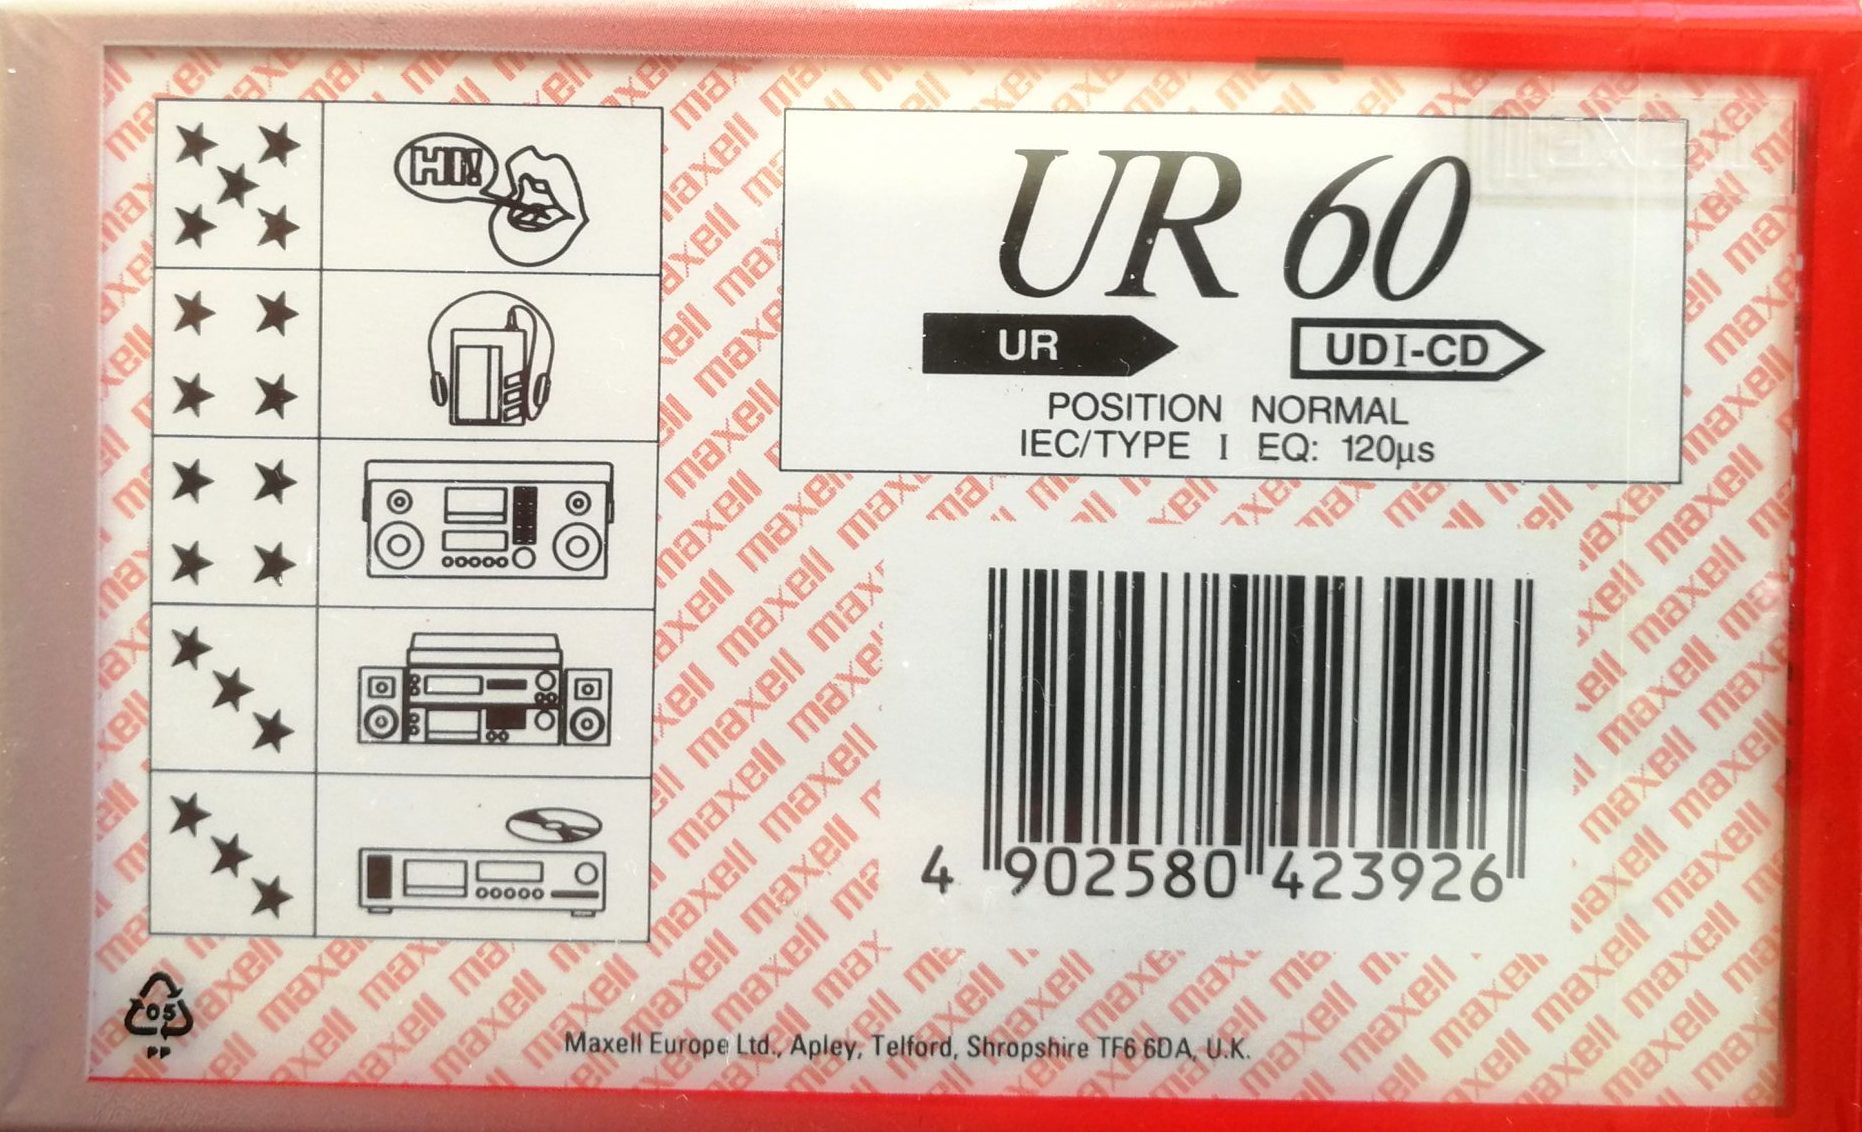 HI!
UR 60
UR
UDI-CD
POSITION NORMAL
IEC/TYPE I EQ: 120µs
4 902580 423926
05
PP
Maxell Europe Ltd., Apley, Telford, Shropshire TF6 6DA, U.K.
maxell